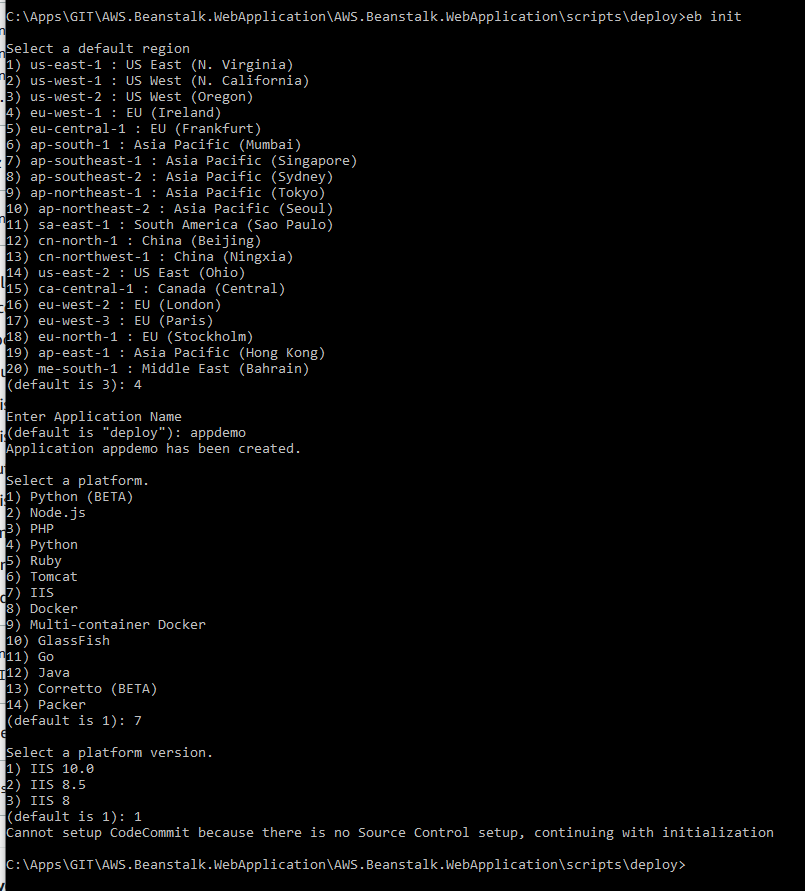 C:\Apps\GIT\AWS.Beanstalk.WebApplication\AWS.Beanstalk.WebApplication\scripts\deploy>eb init
Select a default region
1) us-east-1 : US East (N. Virginia)
2) us-west-1 : US West (N. California)
3) us-west-2 : US West (Oregon)
4) eu-west-1 : EU (Ireland)
5) eu-central-1 : EU (Frankfurt)
6) ap-south-1 : Asia Pacific (Mumbai)
7) ap-southeast-1 : Asia Pacific (Singapore)
8) ap-southeast-2 : Asia Pacific (Sydney)
9) ap-northeast-1 : Asia Pacific (Tokyo)
10) ap-northeast-2 : Asia Pacific (Seoul)
11) sa-east-1 : South America (Sao Paulo)
12) cn-north-1 : China (Beijing)
13) cn-northwest-1 : China (Ningxia)
14) us-east-2 : US East (Ohio)
15) ca-central-1 : Canada (Central)
16) eu-west-2 : EU (London)
17) eu-west-3 : EU (Paris)
18) eu-north-1 : EU (Stockholm)
19) ap-east-1 : Asia Pacific (Hong Kong)
20) me-south-1 : Middle East (Bahrain)
(default is 3): 4
Enter Application Name
(default is "deploy"): appdemo
Application appdemo has been created.
Select a platform.
1) Python (BETA)
2) Node.js
3) PHP
4) Python
5) Ruby
6) Tomcat
7) IIS
8) Docker
9) Multi-container Docker
10) GlassFish
11) Go
12) Java
13) Corretto (BETA)
14) Packer
(default is 1): 7
Select a platform version.
1) IIS 10.0
2) IIS 8.5
3) IIS 8
(default is 1): 1
Cannot setup CodeCommit because there is no Source Control setup, continuing with initialization
C:\Apps\GIT\AWS.Beanstalk.WebApplication\AWS.Beanstalk.WebApplication\scripts\deploy>